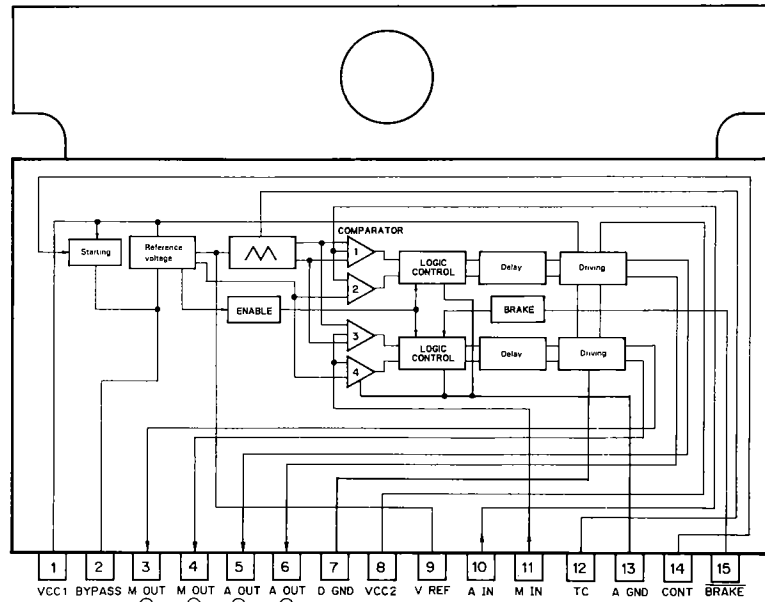 COMPARATOR
Starting
Reference
voltage
1
2
3
4
LOGIC
CONTROL
Delay
Driving
ENABLE
BRAKE
LOGIC
CONTROL
Delay
Driving
1 2 3 4 5 6 7 8 9 10 11 12 13 14 15
VCC1 BYPASS M OUT M OUT A OUT A OUT D GND VCC2 V REF A IN M IN TC A GND CONT BRAKE